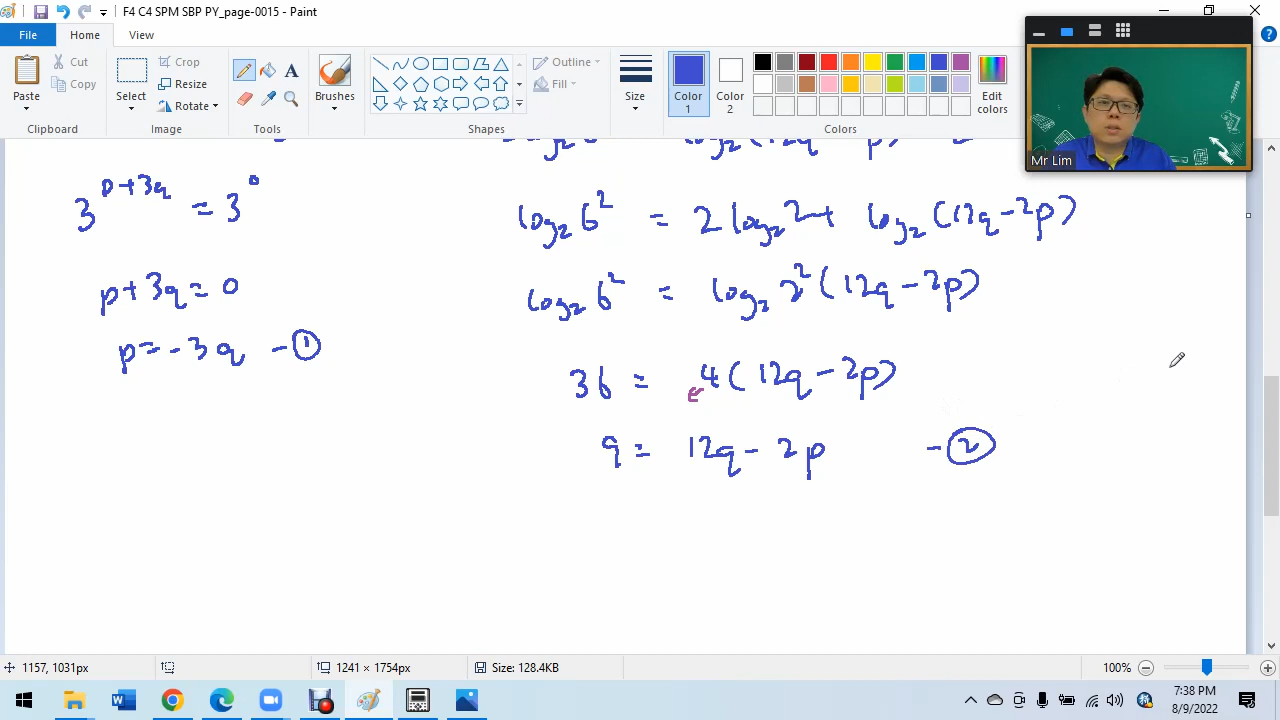 F4 C4 SPM SBP PY_page-0015 - Paint
File Home View
Paste Cut Copy Clipboard
Select Crop Resize Rotate Image
A Tools
Brushes
Shapes
Outline Fill
Size
Color 1
Color 2
Edit colors
Colors
Mr Lim
3^{p+3q} = 3^0
p+3q = 0
p = -3q - ①
log₂ 6² = 2 log₂ 2 + log₂ (12q - 2p)
log₂ 6² = log₂ 2² (12q - 2p)
36 = 4 (12q - 2p)
9 = 12q - 2p - ②
1157, 1031px
1241 × 1754px
Size: 128.4KB
100%
7:38 PM
8/9/2022